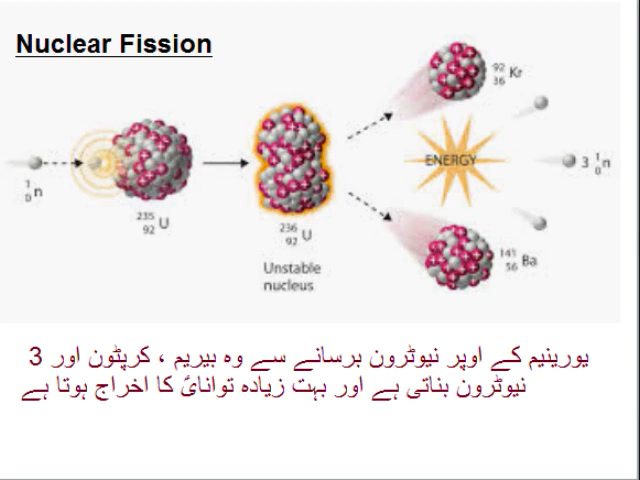 Nuclear Fission
92
36 Kr
ENERGY
3 1
0 n
1
0 n
235
92 U
236
92 U
Unstable
nucleus
141
56 Ba
یورینیم کے اوپر نیوٹرون برسانے سے وہ بیریم ، کرپٹون اور 3
نیوٹرون بناتی ہے اور بہت زیادہ توانائ کا اخراج ہوتا ہے